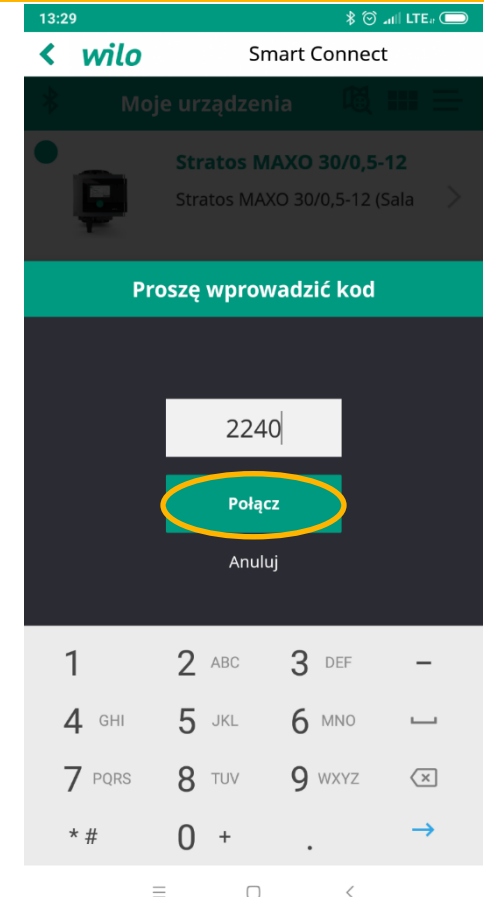 13:29 LTE
wilo Smart Connect
Moje urządzenia
Stratos MAXO 30/0,5-12
Stratos MAXO 30/0,5-12 (Sala
Proszę wprowadzić kod
2240
Połącz
Anuluj
1 2 ABC 3 DEF -
4 GHI 5 JKL 6 MNO
7 PQRS 8 TUV 9 WXYZ
* # 0 + .